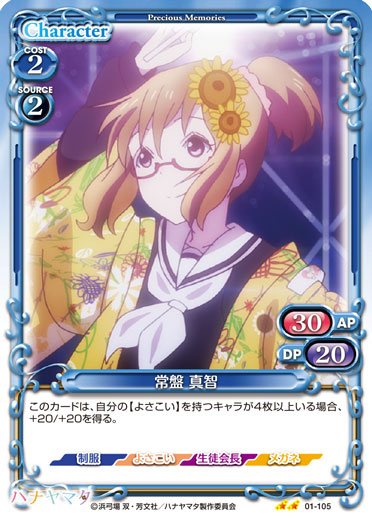 Precious Memories
Character
COST
2
SOURCE
2
30 AP
DP 20
常盤 真智
このカードは、自分の【よさこい】を持つキャラが4枚以上いる場合、
+20/+20を得る。
制服 よさこい 生徒会長 メガネ
ハナヤマタ
©浜弓場 双・芳文社/ハナヤマタ製作委員会
01-105